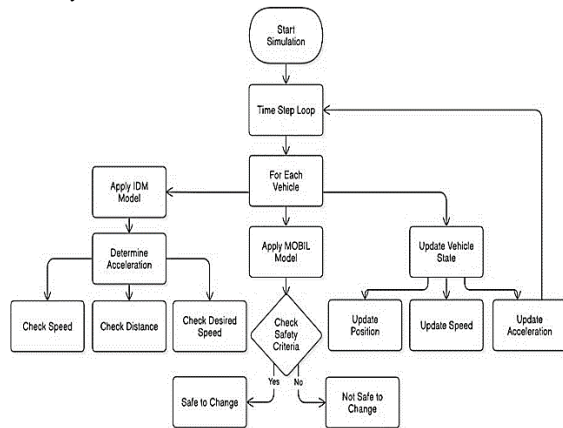 Start
Simulation
Time Step Loop
For Each
Vehicle
Apply IDM
Model
Determine
Acceleration
Apply MOBIL
Model
Update Vehicle
State
Check Speed
Check Distance
Check Desired
Speed
Check
Safety
Criteria
Update
Position
Update Speed
Update
Acceleration
Yes
No
Safe to Change
Not Safe to
Change